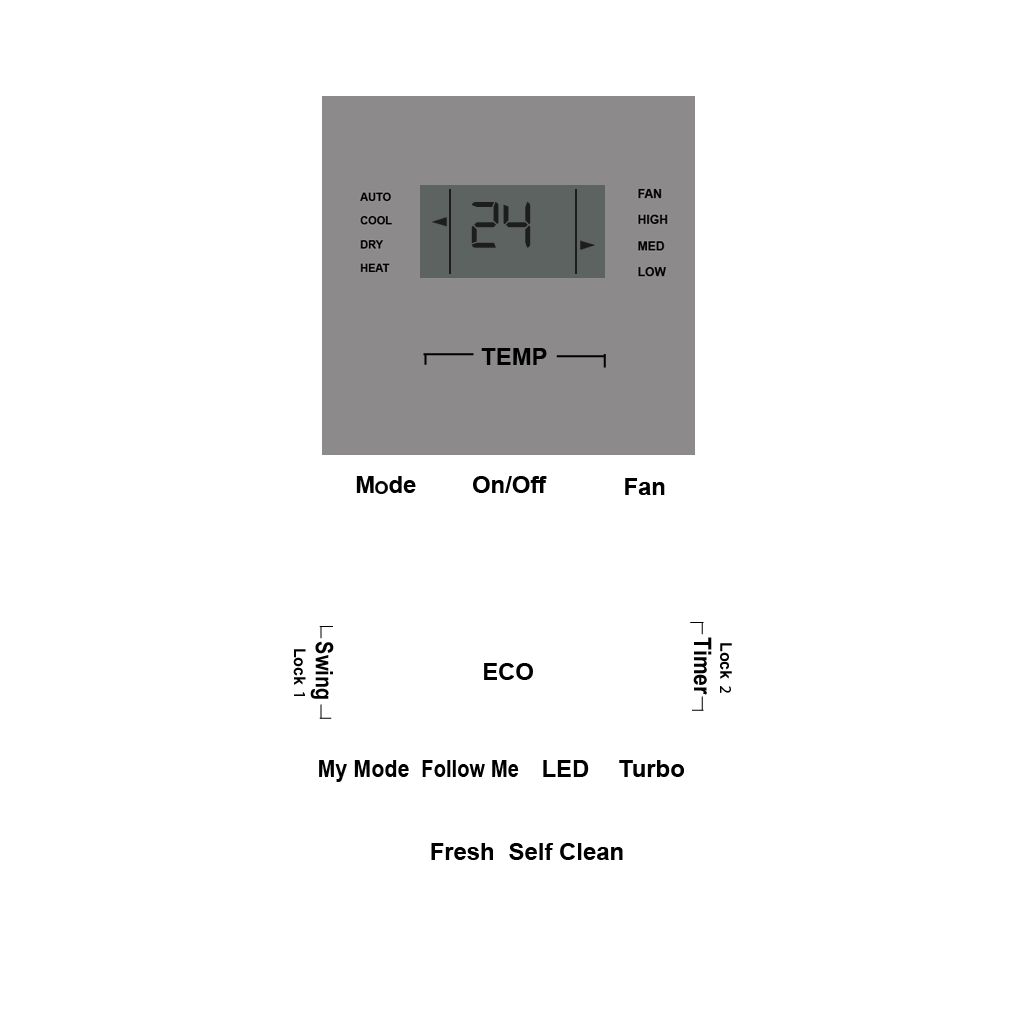 AUTO
COOL
DRY
HEAT
24
FAN
HIGH
MED
LOW
TEMP
Mode On/Off Fan
Swing
Lock 1
ECO
Timer
Lock 2
My Mode Follow Me LED Turbo
Fresh Self Clean